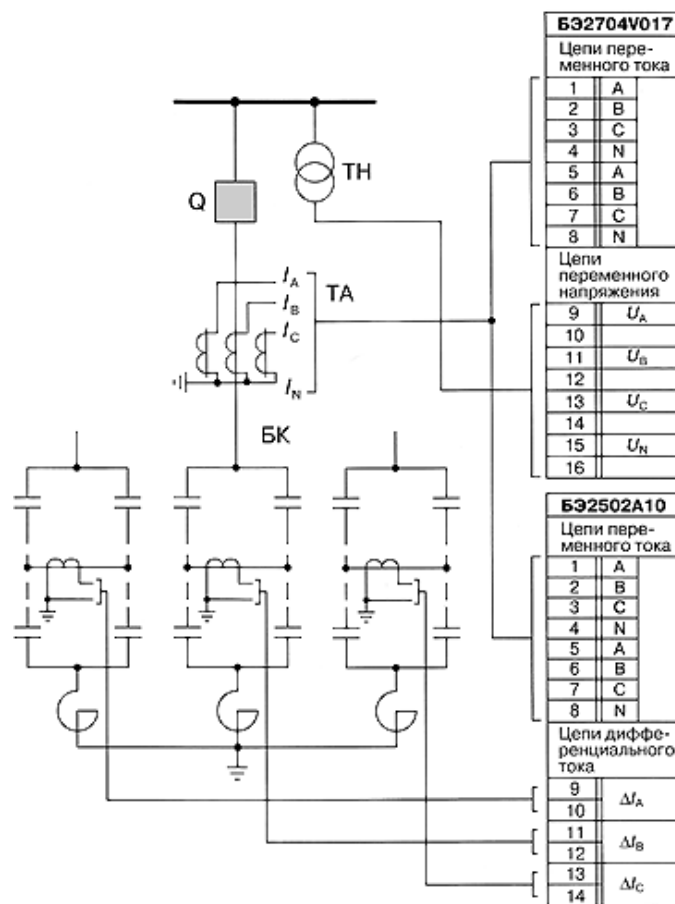 БЭ2704V017
Цепи пере-
менного тока
1 A
2 B
3 C
4 N
5 A
6 B
7 C
8 N
Цепи
переменного
напряжения
9 U_A
10
11 U_B
12
13 U_C
14
15 U_N
16
БЭ2502А10
Цепи пере-
менного тока
1 A
2 B
3 C
4 N
5 A
6 B
7 C
8 N
Цепи диффе-
ренциального
тока
9
10
ΔI_A
11
12
ΔI_B
13
14
ΔI_C
Q
ТН
I_A
ТА
I_B
I_C
I_N
БК